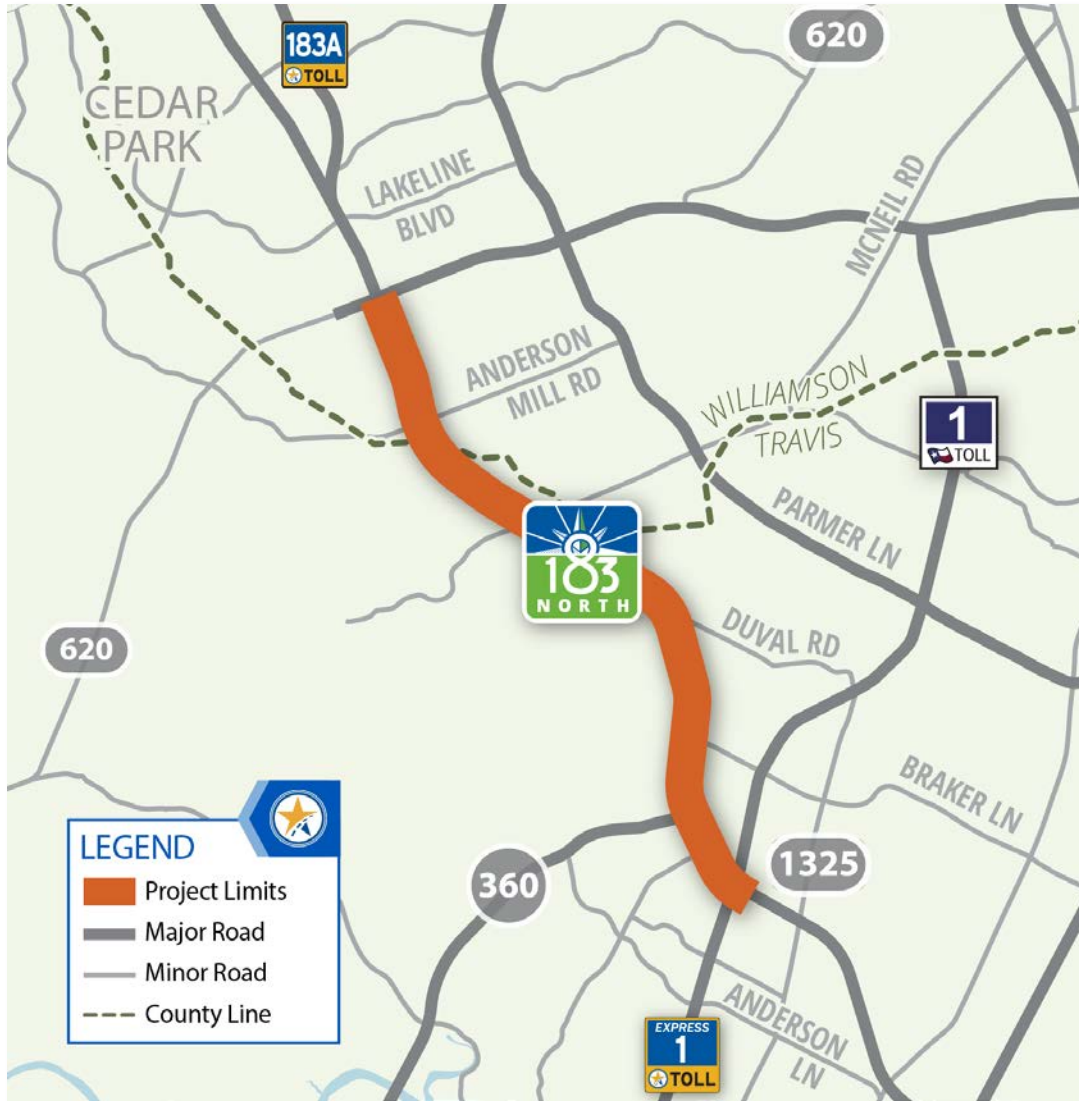 183A
TOLL
620
CEDAR
PARK
LAKELINE
BLVD
MCNEIL RD
ANDERSON
MILL RD
WILLIAMSON
TRAVIS
1
TOLL
PARMER LN
183
NORTH
DUVAL RD
620
BRAKER LN
LEGEND
Project Limits
Major Road
Minor Road
County Line
360
1325
ANDERSON
LN
EXPRESS
1
TOLL